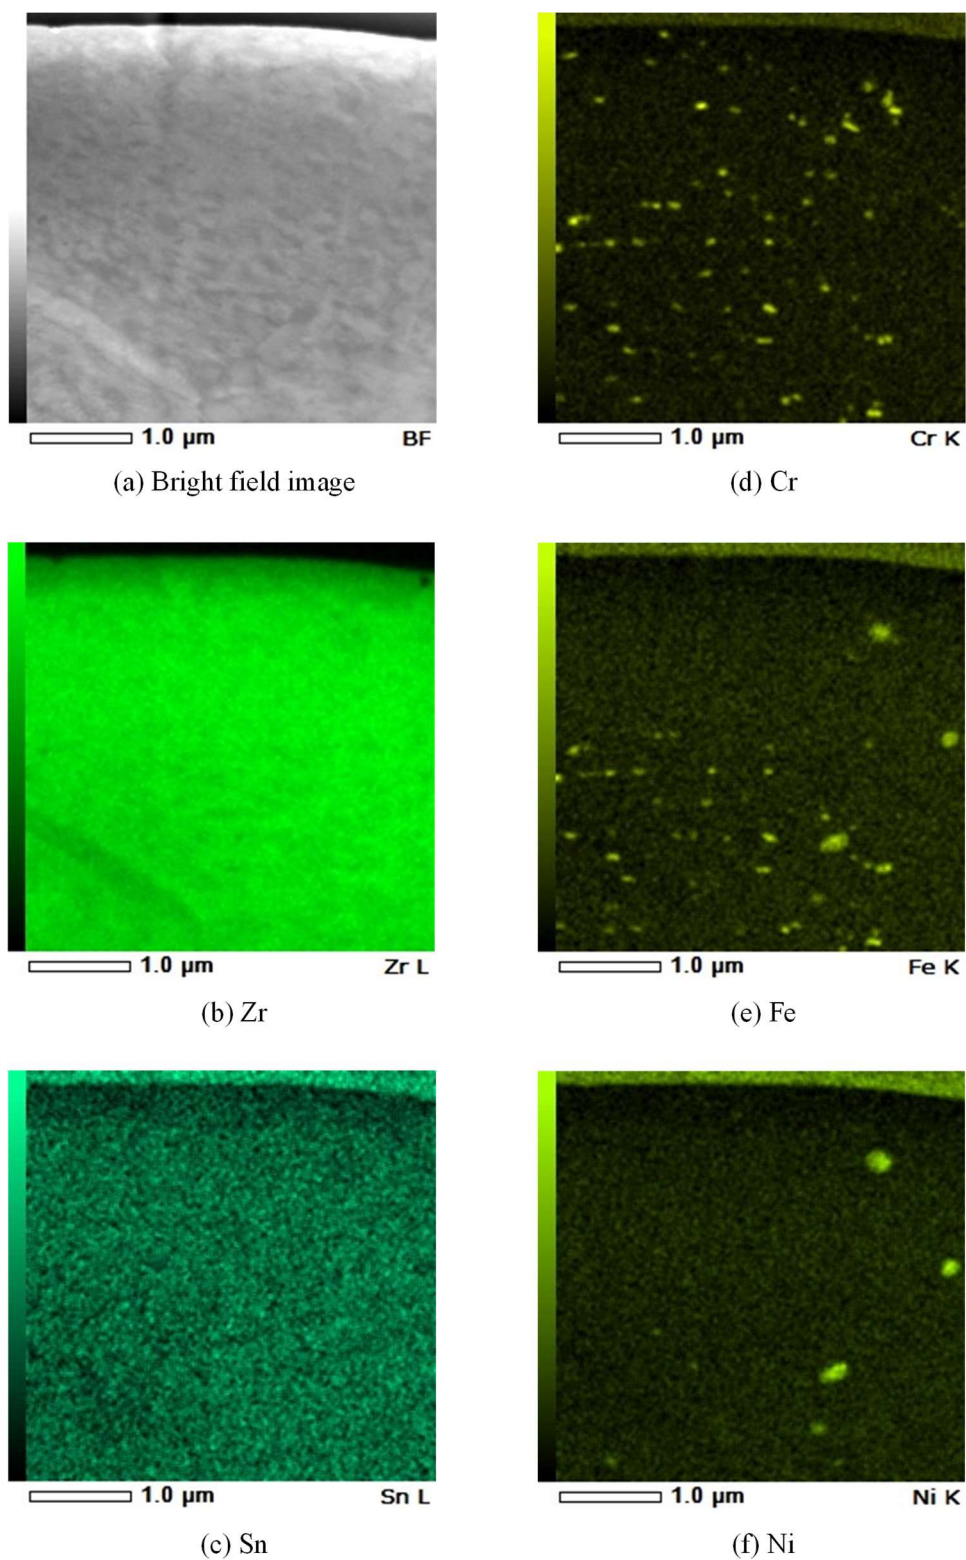 1.0 µm BF
(a) Bright field image
1.0 µm Cr K
(d) Cr
1.0 µm Zr L
(b) Zr
1.0 µm Fe K
(e) Fe
1.0 µm Sn L
(c) Sn
1.0 µm Ni K
(f) Ni